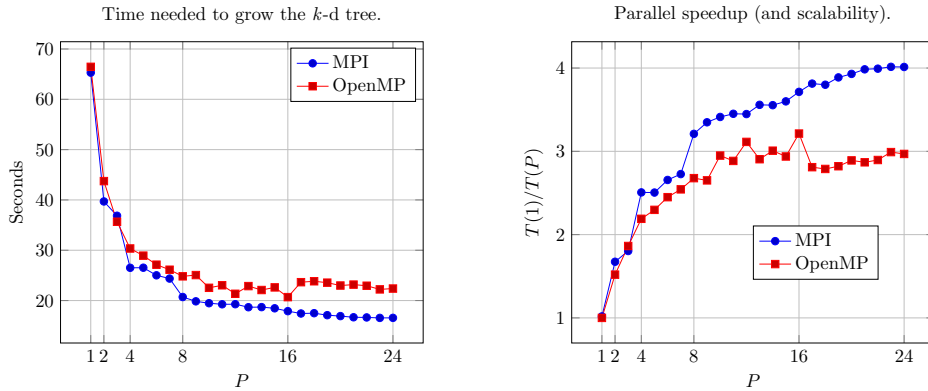 Time needed to grow the k-d tree.
70
60
50
40
30
20
Seconds
1 2 4 8 16 24
P
MPI
OpenMP
Parallel speedup (and scalability).
4
3
2
1
T(1)/T(P)
1 2 4 8 16 24
P
MPI
OpenMP